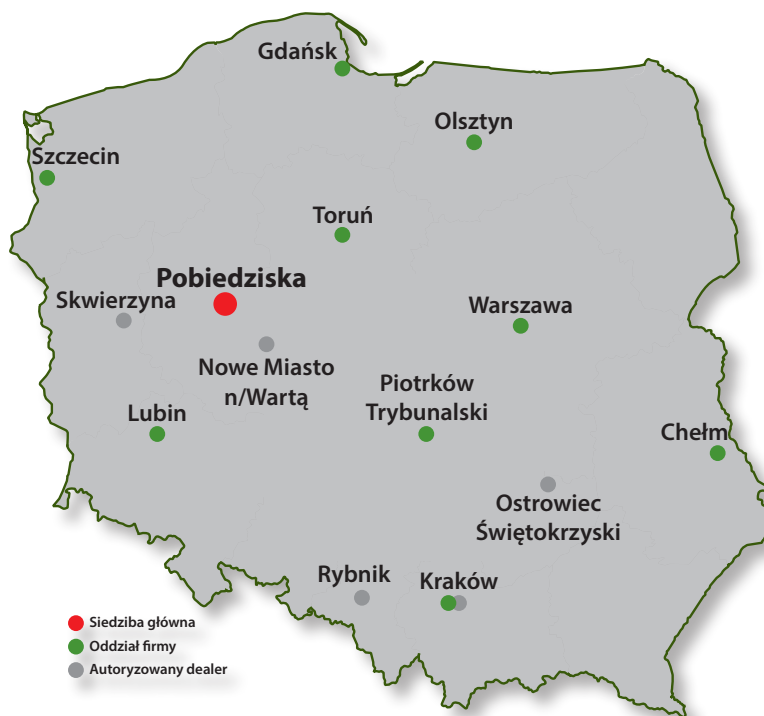 Gdańsk
Olsztyn
Szczecin
Toruń
Pobiedziska
Skwierzyna
Warszawa
Nowe Miasto
n/Wartą
Piotrków
Trybunalski
Lubin
Chełm
Ostrowiec
Świętokrzyski
Rybnik
Kraków
Siedziba główna
Oddział firmy
Autoryzowany dealer